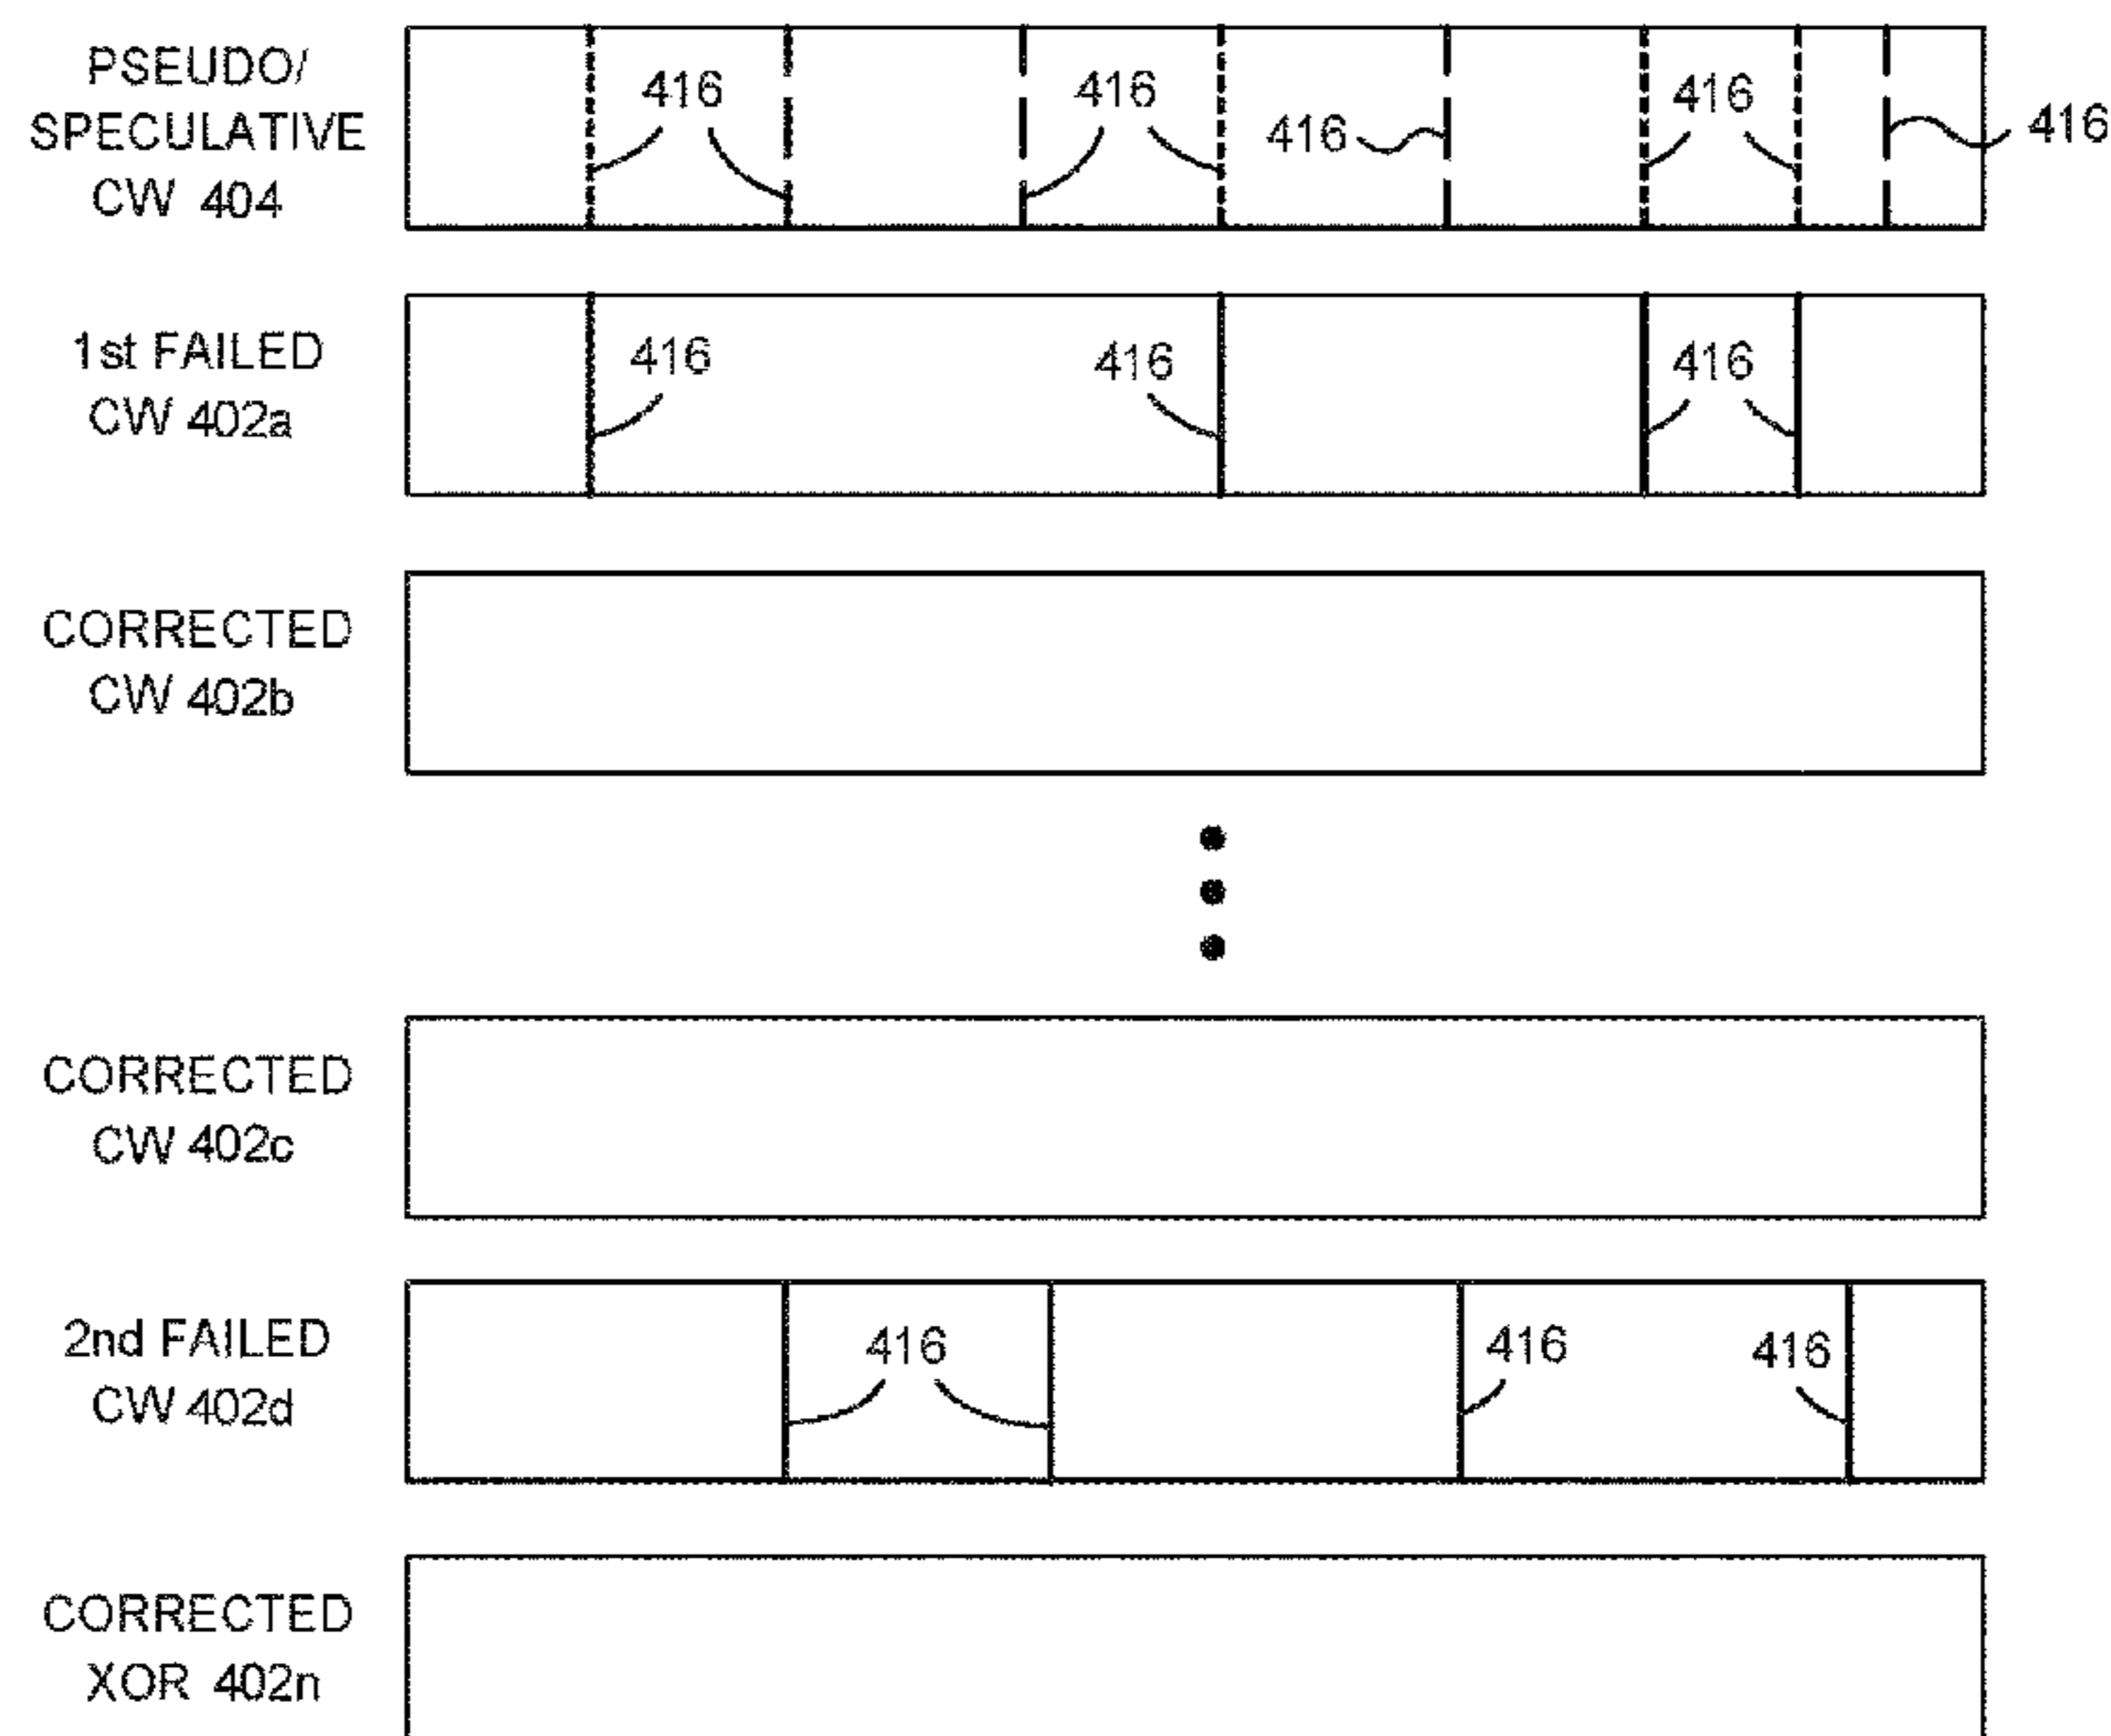 PSEUDO/
SPECULATIVE
CW 404
416 416 416 416 416
1st FAILED
CW 402a
416 416 416
CORRECTED
CW 402b
CORRECTED
CW 402c
2nd FAILED
CW 402d
416 416 416
CORRECTED
XOR 402n